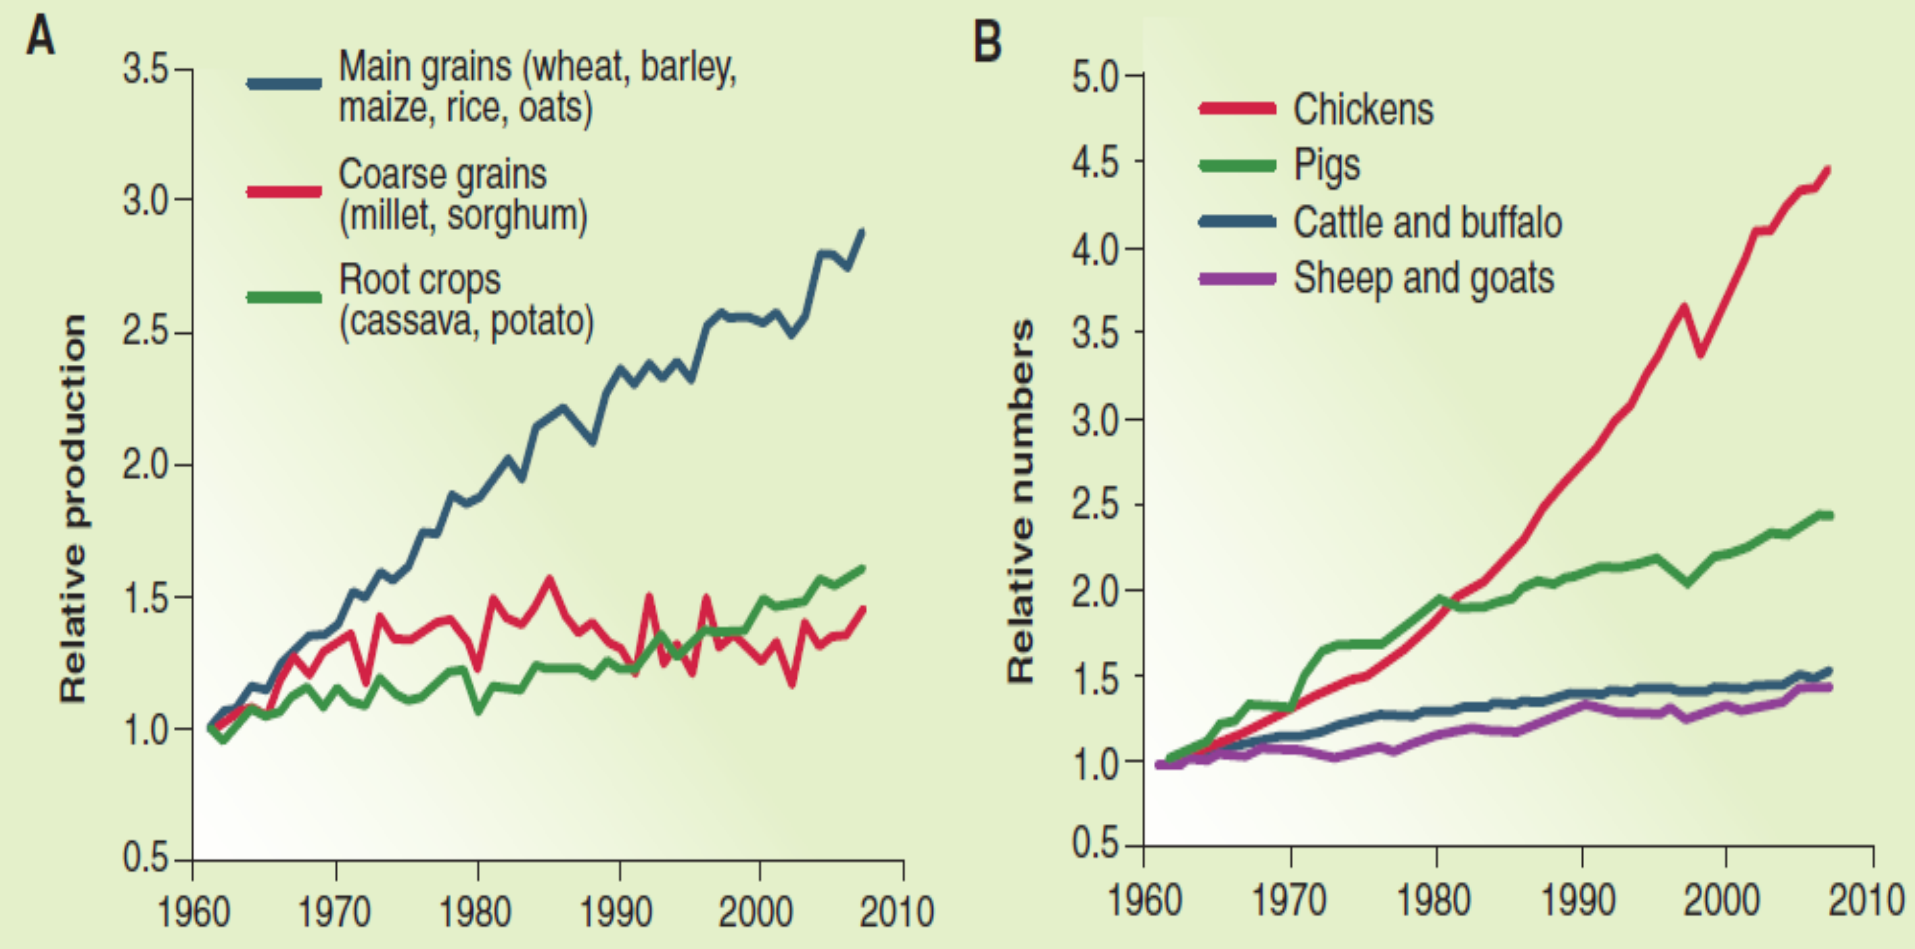 A
Relative production
3.5
3.0
2.5
2.0
1.5
1.0
0.5
Main grains (wheat, barley,
maize, rice, oats)
Coarse grains
(millet, sorghum)
Root crops
(cassava, potato)
1960 1970 1980 1990 2000 2010
B
Relative numbers
5.0
4.5
4.0
3.5
3.0
2.5
2.0
1.5
1.0
0.5
Chickens
Pigs
Cattle and buffalo
Sheep and goats
1960 1970 1980 1990 2000 2010